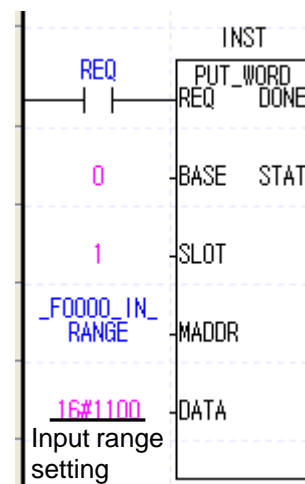 INST
REQ
PUT_WORD
REQ DONE
0
BASE STAT
1
SLOT
_F0000_IN_
RANGE
MADDR
16#1100
DATA
Input range
setting